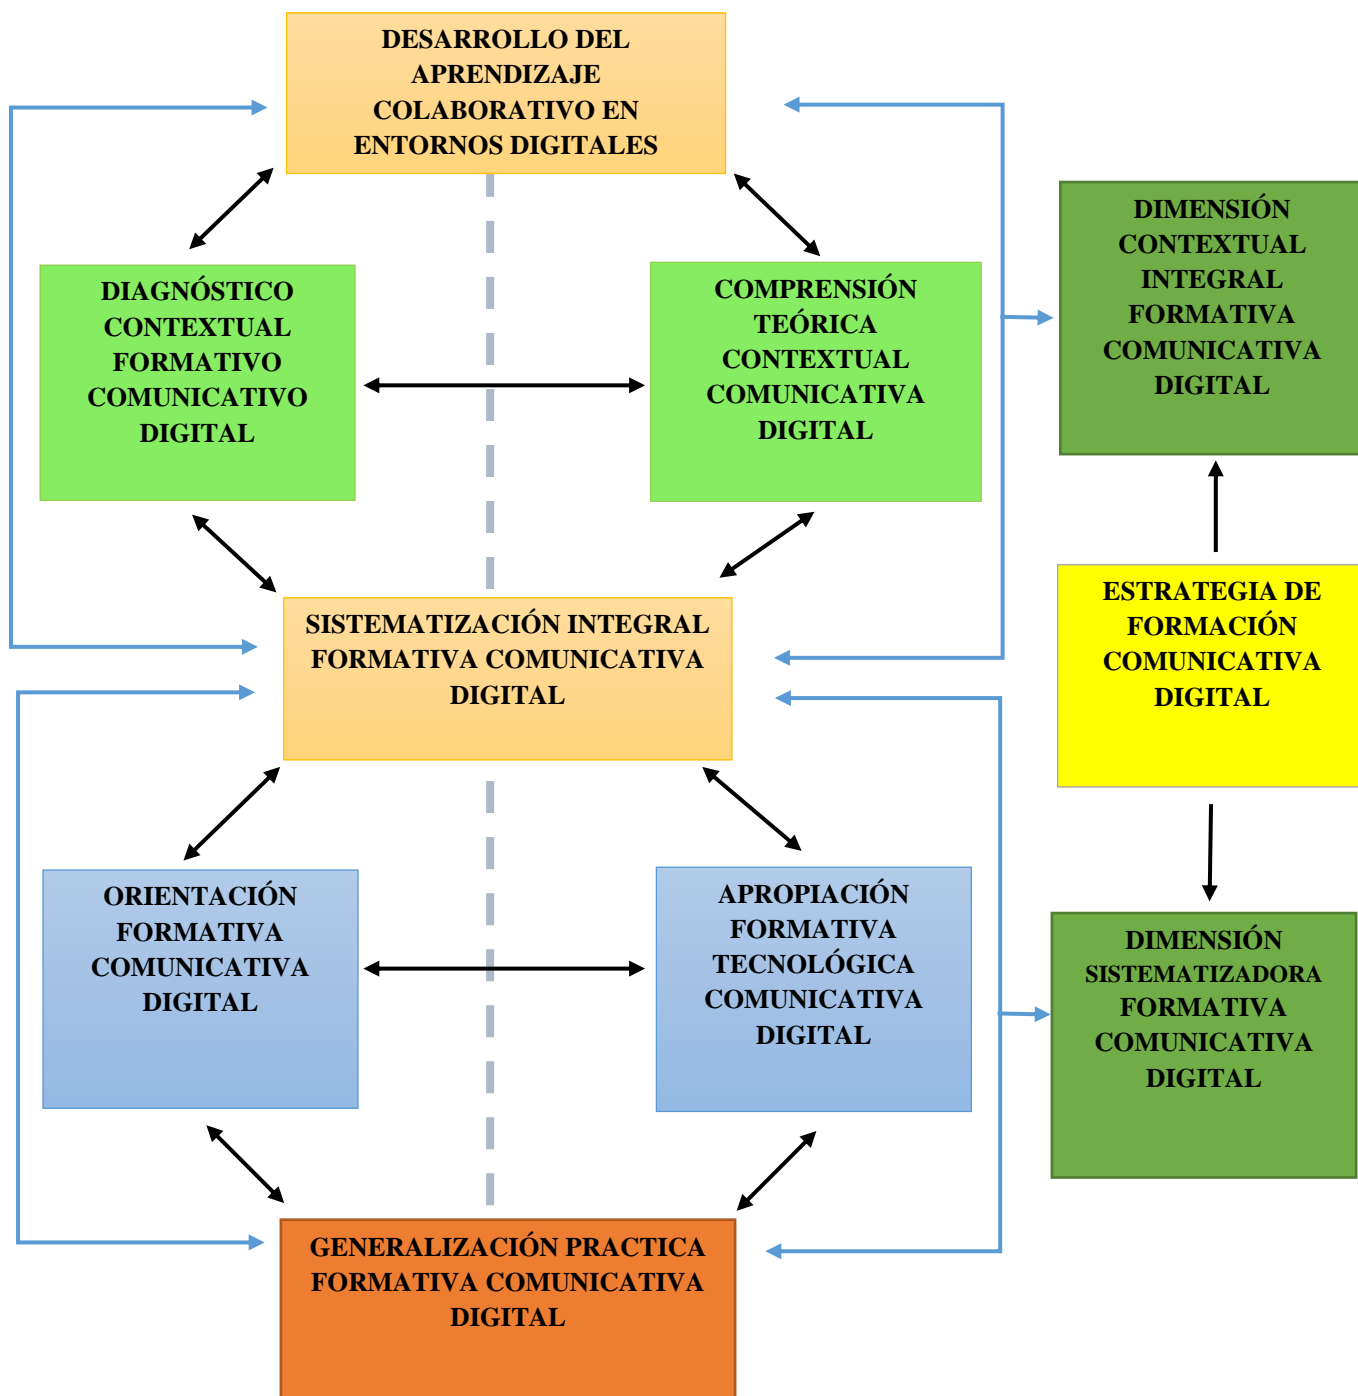 DESARROLLO DEL
APRENDIZAJE
COLABORATIVO EN
ENTORNOS DIGITALES
DIMENSIÓN
CONTEXTUAL
INTEGRAL
FORMATIVA
COMUNICATIVA
DIGITAL
DIAGNÓSTICO
CONTEXTUAL
FORMATIVO
COMUNICATIVO
DIGITAL
COMPRENSIÓN
TEÓRICA
CONTEXTUAL
COMUNICATIVA
DIGITAL
ESTRATEGIA DE
FORMACIÓN
COMUNICATIVA
DIGITAL
SISTEMATIZACIÓN INTEGRAL
FORMATIVA COMUNICATIVA
DIGITAL
ORIENTACIÓN
FORMATIVA
COMUNICATIVA
DIGITAL
APROPIACIÓN
FORMATIVA
TECNOLÓGICA
COMUNICATIVA
DIGITAL
DIMENSIÓN
SISTEMATIZADORA
FORMATIVA
COMUNICATIVA
DIGITAL
GENERALIZACIÓN PRACTICA
FORMATIVA COMUNICATIVA
DIGITAL